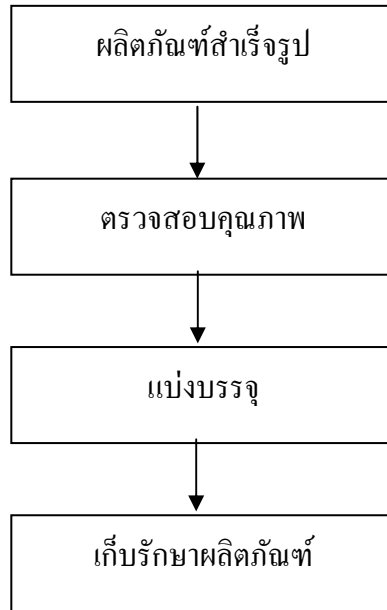 ผลิตภัณฑ์สำเร็จรูป
ตรวจสอบคุณภาพ
แบ่งบรรจุ
เก็บรักษาผลิตภัณฑ์